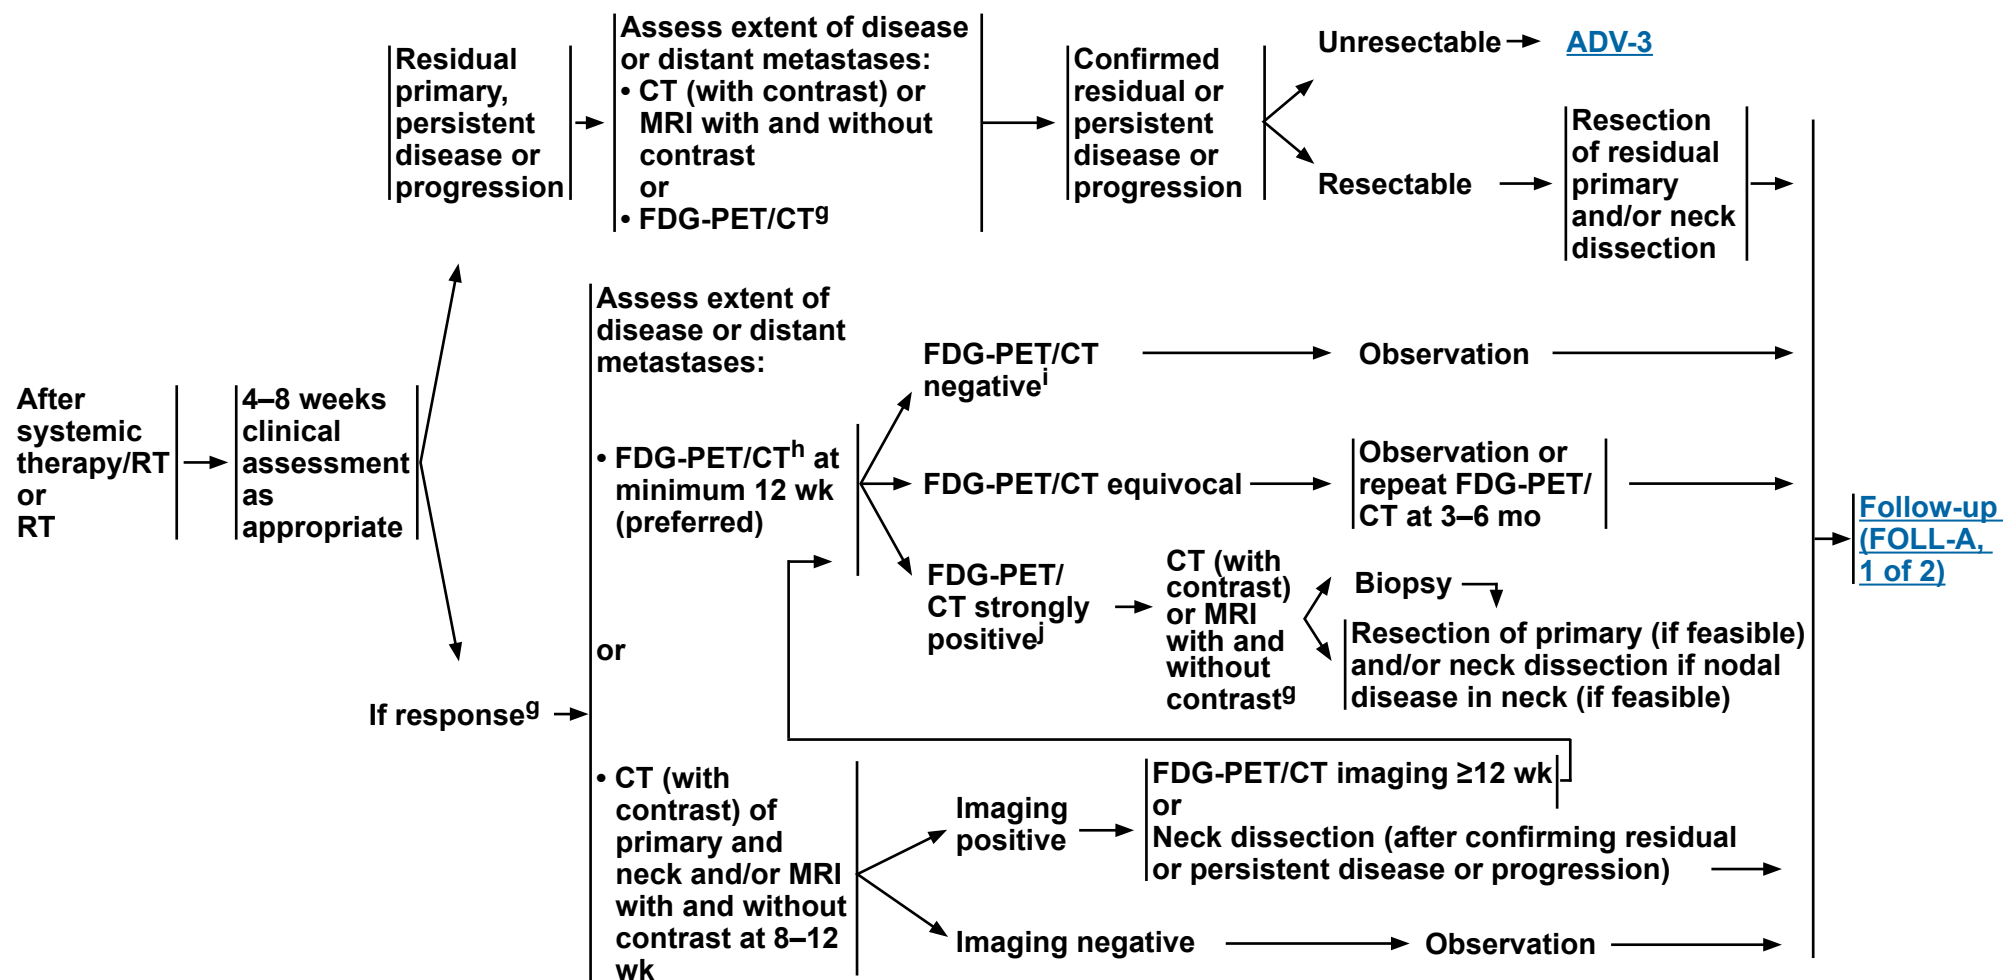 After
systemic
therapy/RT
or
RT
4–8 weeks
clinical
assessment
as
appropriate
Residual
primary,
persistent
disease or
progression
Assess extent of disease
or distant metastases:
• CT (with contrast) or
MRI with and without
contrast
or
• FDG-PET/CTg
Confirmed
residual or
persistent
disease or
progression
Unresectable
ADV-3
Resectable
Resection
of residual
primary
and/or neck
dissection
If responseg
Assess extent of
disease or distant
metastases:
• FDG-PET/CTh at
minimum 12 wk
(preferred)
or
• CT (with
contrast) of
primary and
neck and/or MRI
with and without
contrast at 8–12
wk
FDG-PET/CT
negativei
Observation
FDG-PET/CT equivocal
Observation or
repeat FDG-PET/
CT at 3–6 mo
FDG-PET/
CT strongly
positivej
CT (with
contrast)
or MRI
with and
without
contrastg
Biopsy
Resection of primary (if feasible)
and/or neck dissection if nodal
disease in neck (if feasible)
Imaging
positive
FDG-PET/CT imaging ≥12 wk
or
Neck dissection (after confirming residual
or persistent disease or progression)
Imaging negative
Observation
Follow-up
(FOLL-A,
1 of 2)